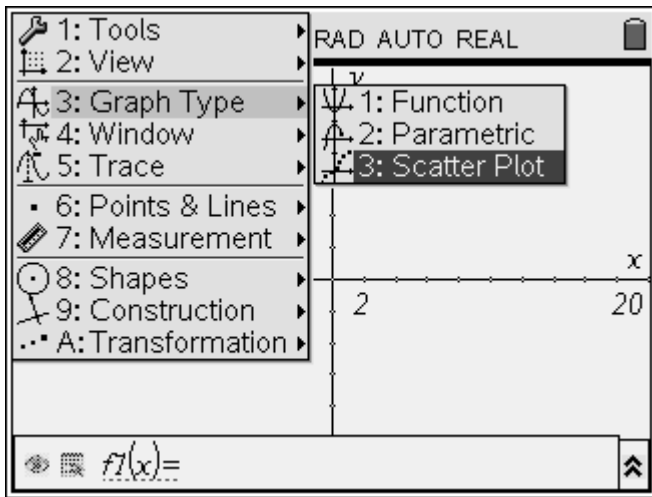 1: Tools
2: View
3: Graph Type
4: Window
5: Trace
6: Points & Lines
7: Measurement
8: Shapes
9: Construction
A: Transformation
RAD AUTO REAL
y
1: Function
2: Parametric
3: Scatter Plot
x
2 20
f1(x)=